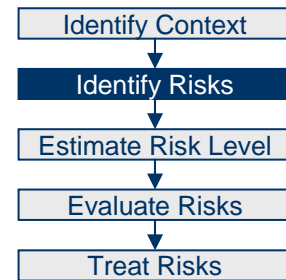 Identify Context
Identify Risks
Estimate Risk Level
Evaluate Risks
Treat Risks